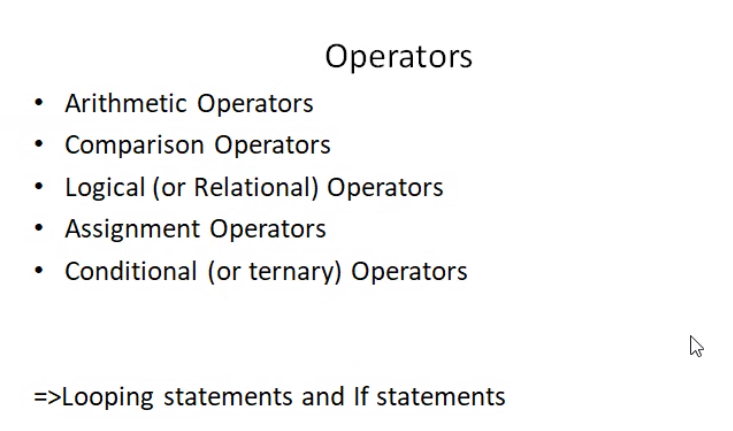 Operators
• Arithmetic Operators
• Comparison Operators
• Logical (or Relational) Operators
• Assignment Operators
• Conditional (or ternary) Operators
=>Looping statements and If statements